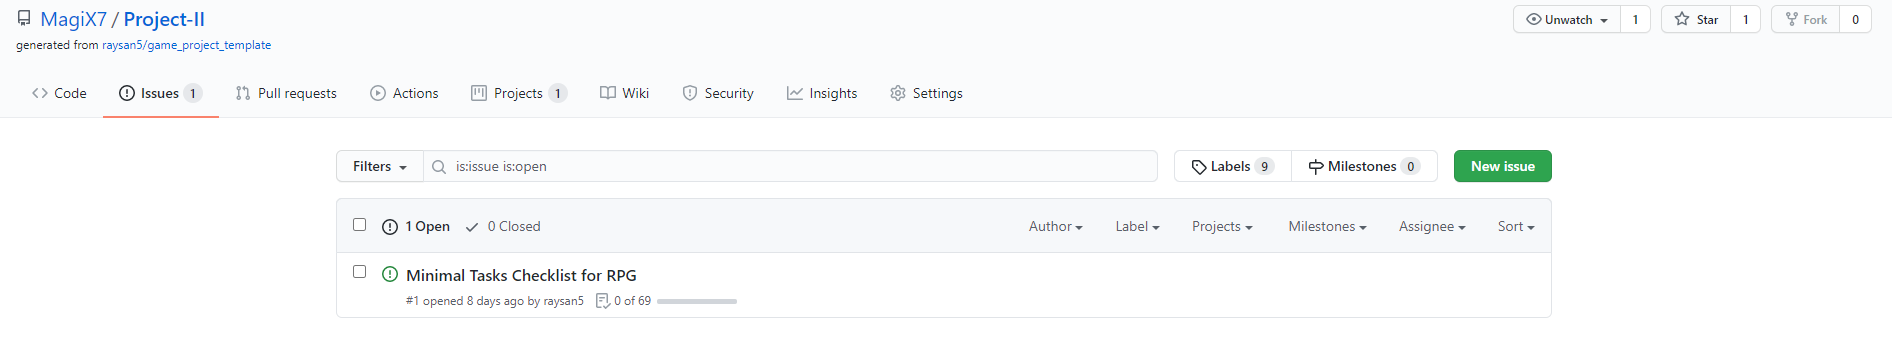 MagiX7 / Project-II
Unwatch 1 Star 1 Fork 0
generated from raysan5/game_project_template
Code Issues 1 Pull requests Actions Projects 1 Wiki Security Insights Settings
Filters is:issue is:open Labels 9 Milestones 0 New issue
1 Open 0 Closed Author Label Projects Milestones Assignee Sort
Minimal Tasks Checklist for RPG
#1 opened 8 days ago by raysan5 0 of 69